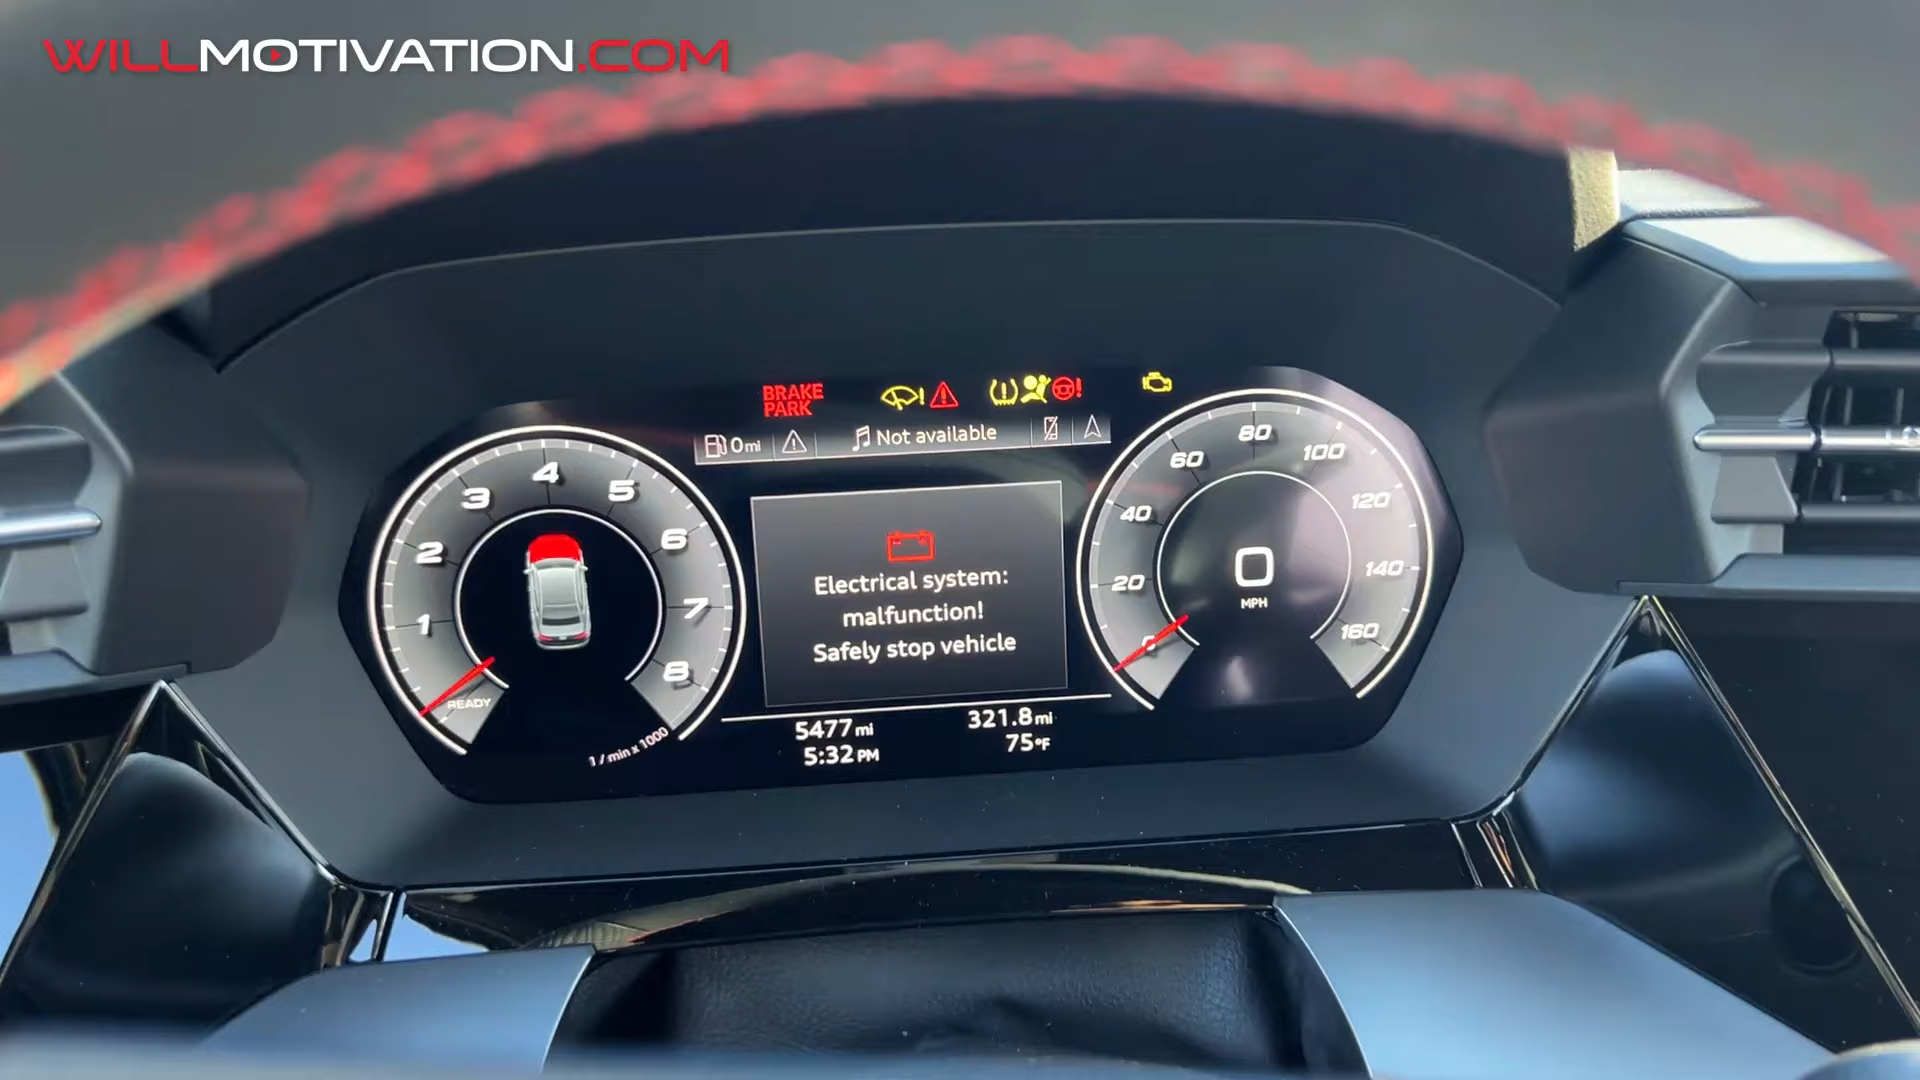 WILLMOTIVATION.COM
BRAKE
PARK
0mi
Not available
1
2
3
4
5
6
7
8
READY
1 / min x 1000
Electrical system:
malfunction!
Safely stop vehicle
5477 mi
321.8 mi
5:32 PM
75°F
20
40
60
80
100
120
140
160
0
MPH